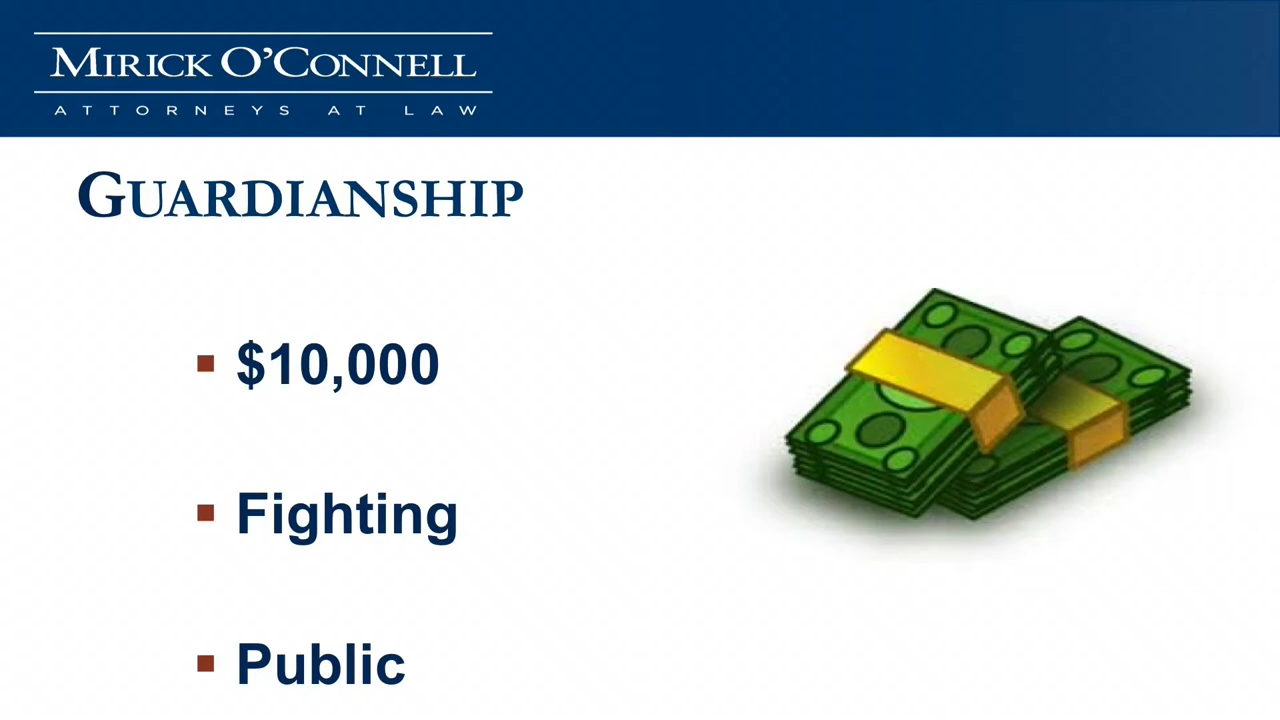 MIRICK O'CONNELL
ATTORNEYS AT LAW
GUARDIANSHIP
▪ $10,000
▪ Fighting
▪ Public